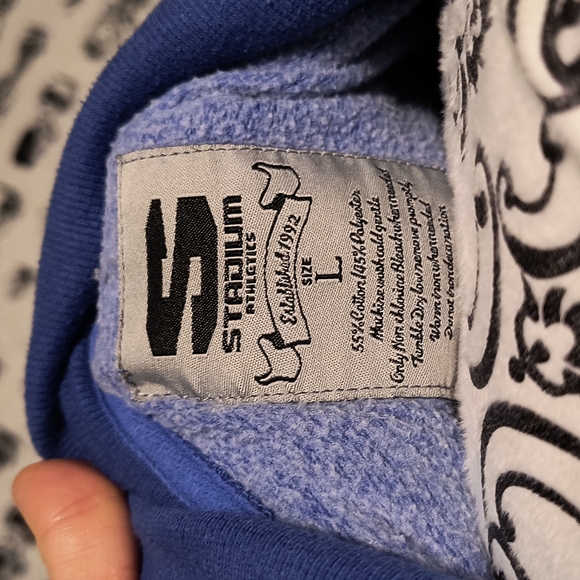 S
STADIUM
ATHLETICS
Established 1992
SIZE
L
55% Cotton/45% Polyester
Machine wash cold gentle
Only Non chlorine Bleach when needed
Tumble Dry low remove promptly
Warm iron when needed
Do not iron decoration